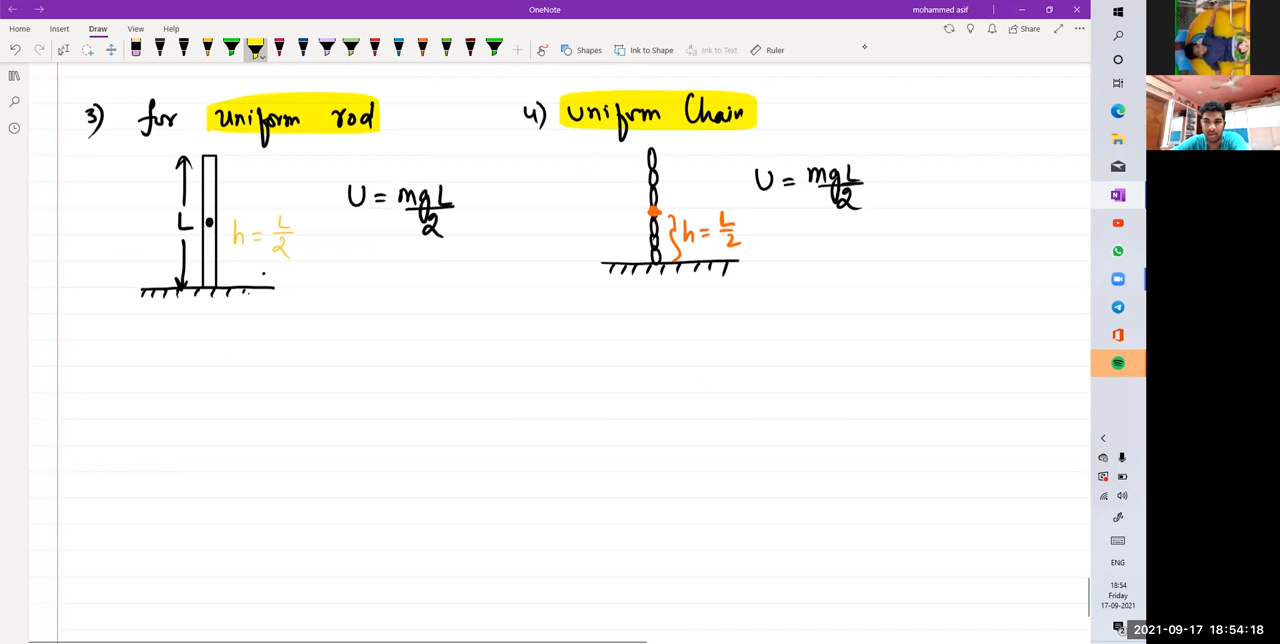 OneNote
mohammed asif
Home Insert Draw View Help
Shapes Ink to Shape Ink to Text Ruler Share
3) for uniform rod
L
h = L/2
U = mgL/2
4) uniform Chain
h = L/2
U = mgL/2
ENG
18:54
Friday
17-09-2021
2021-09-17 18:54:18